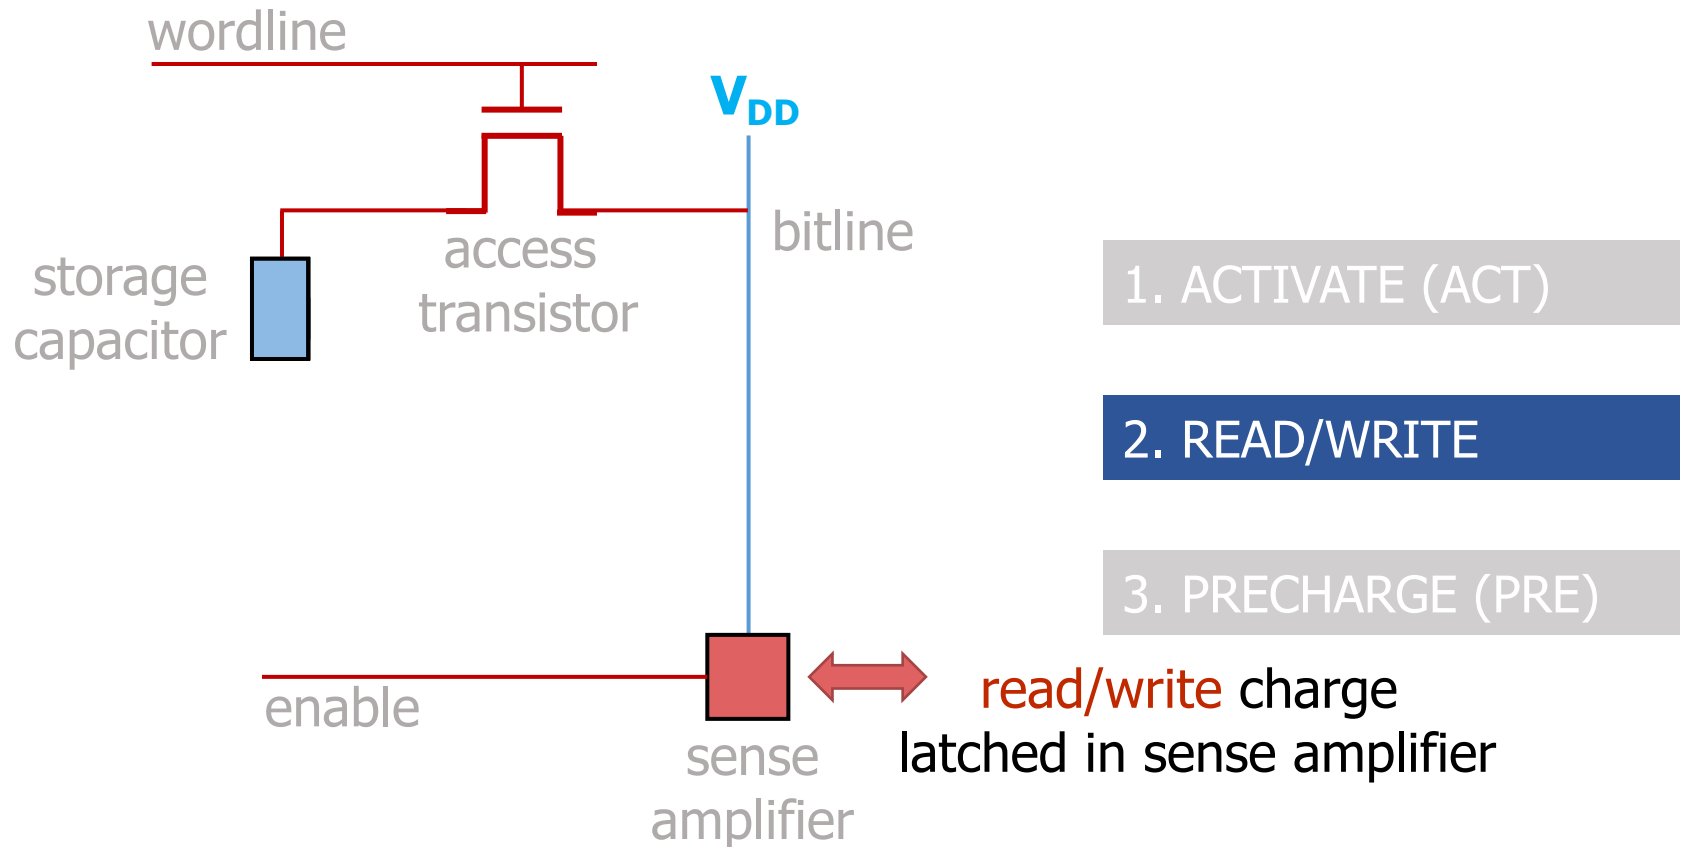 wordline
V_DD
bitline
access
transistor
storage
capacitor
1. ACTIVATE (ACT)
2. READ/WRITE
3. PRECHARGE (PRE)
enable
sense
amplifier
read/write charge
latched in sense amplifier